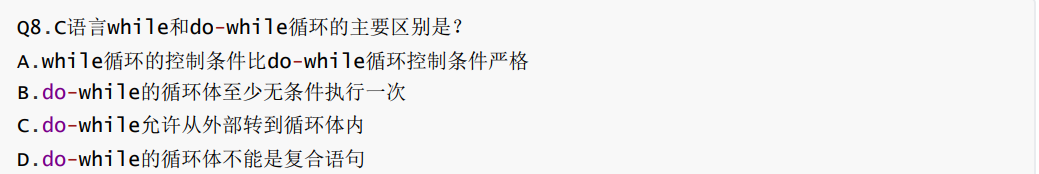 Q8.C语言while和do-while循环的主要区别是?
A.while循环的控制条件比do-while循环控制条件严格
B.do-while的循环体至少无条件执行一次
C.do-while允许从外部转到循环体内
D.do-while的循环体不能是复合语句